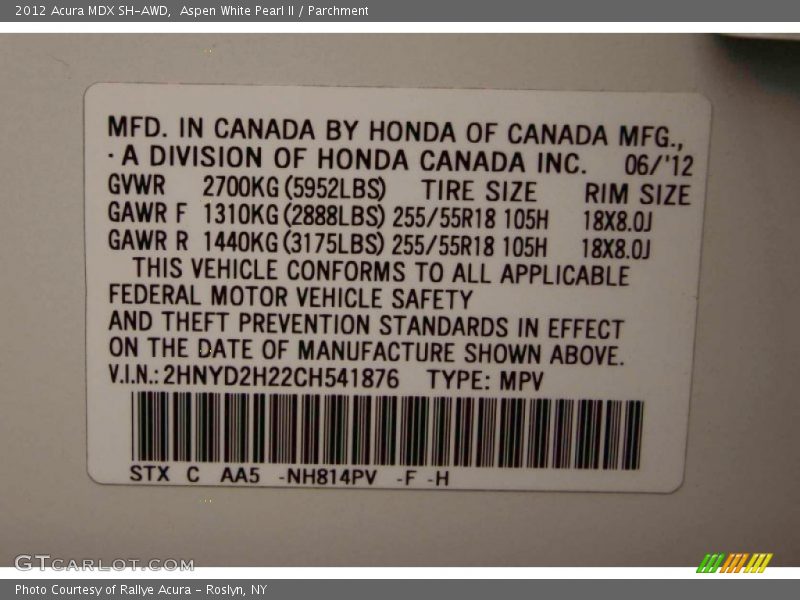 2012 Acura MDX SH-AWD,  Aspen White Pearl II / Parchment
MFD. IN CANADA BY HONDA OF CANADA MFG.,
· A DIVISION OF HONDA CANADA INC.   06/'12
GVWR   2700KG (5952LBS)   TIRE SIZE   RIM SIZE
GAWR F  1310KG (2888LBS) 255/55R18 105H   18X8.0J
GAWR R  1440KG (3175LBS) 255/55R18 105H   18X8.0J
THIS VEHICLE CONFORMS TO ALL APPLICABLE
FEDERAL MOTOR VEHICLE SAFETY
AND THEFT PREVENTION STANDARDS IN EFFECT
ON THE DATE OF MANUFACTURE SHOWN ABOVE.
V.I.N.: 2HNYD2H22CH541876   TYPE: MPV
STX  C  AA5  -NH814PV  -F -H
GTCARLOT.COM
Photo Courtesy of Rallye Acura - Roslyn, NY